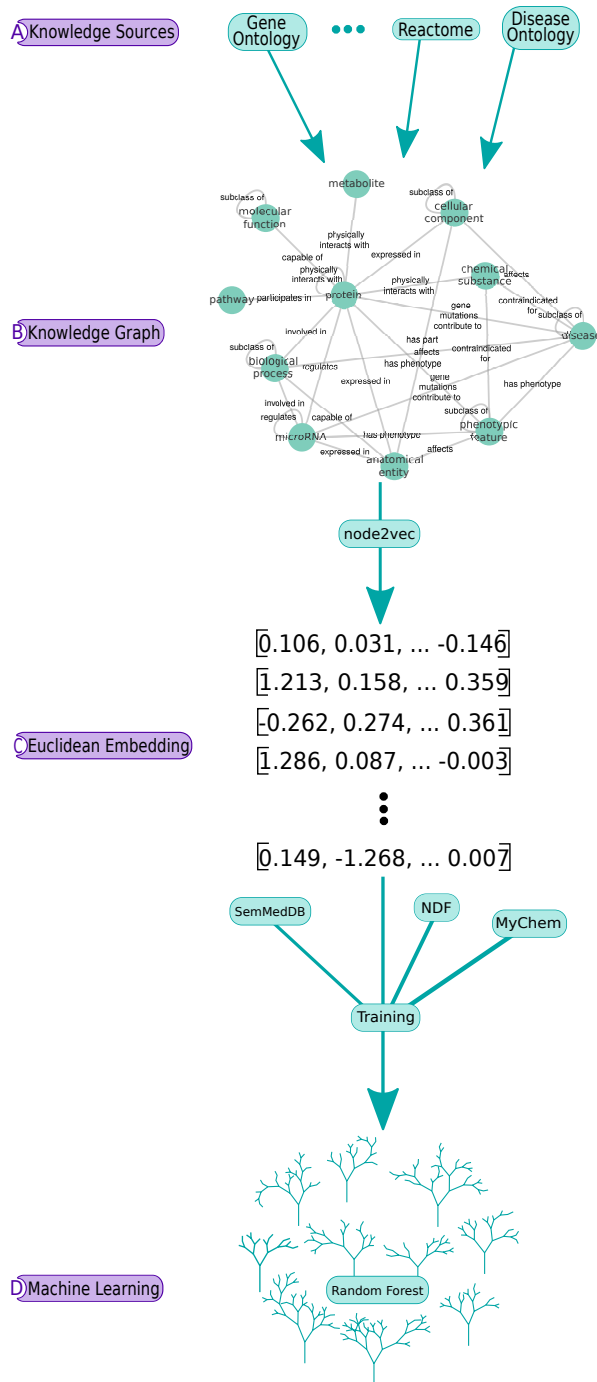 A Knowledge Sources
Gene
Ontology
Reactome
Disease
Ontology
metabolite
subclass of
molecular
function
subclass of
cellular
component
physically
interacts with
expressed in
capable of
physically
interacts with
chemical
substance
affects
physically
interacts with
pathway
participates in
protein
contraindicated
for
gene
mutations
contribute to
subclass of
B Knowledge Graph
involved in
disease
has part
subclass of
affects
contraindicated
for
biological
process
regulates
has phenotype
expressed in
gene
mutations
contribute to
has phenotype
involved in
regulates
capable of
subclass of
microRNA
has phenotype
phenotypic
feature
expressed in
affects
anatomical
entity
node2vec
[0.106, 0.031, ... -0.146]
[1.213, 0.158, ... 0.359]
[-0.262, 0.274, ... 0.361]
C Euclidean Embedding
[1.286, 0.087, ... -0.003]
[0.149, -1.268, ... 0.007]
SemMedDB
NDF
MyChem
Training
D Machine Learning
Random Forest